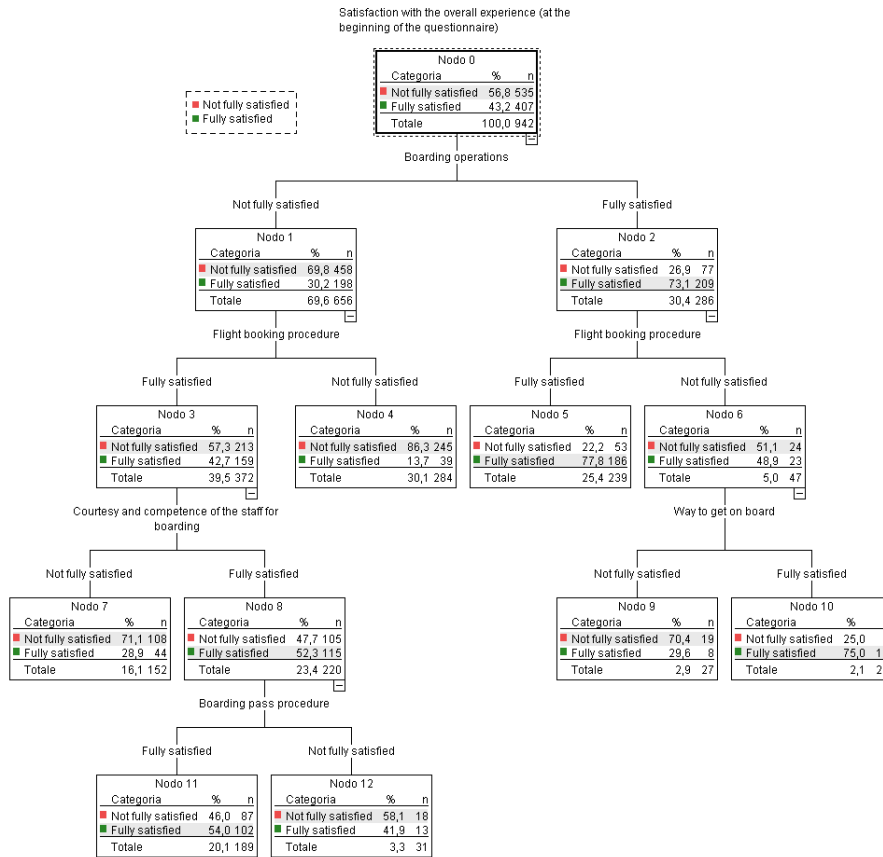 Satisfaction with the overall experience (at the
beginning of the questionnaire)
Not fully satisfied
Fully satisfied
Nodo 0
Categoria % n
Not fully satisfied 56,8 535
Fully satisfied 43,2 407
Totale 100,0 942
Boarding operations
Not fully satisfied
Fully satisfied
Nodo 1
Categoria % n
Not fully satisfied 69,8 458
Fully satisfied 30,2 198
Totale 69,6 656
Nodo 2
Categoria % n
Not fully satisfied 26,9 77
Fully satisfied 73,1 209
Totale 30,4 286
Flight booking procedure
Flight booking procedure
Fully satisfied
Not fully satisfied
Fully satisfied
Not fully satisfied
Nodo 3
Categoria % n
Not fully satisfied 57,3 213
Fully satisfied 42,7 159
Totale 39,5 372
Nodo 4
Categoria % n
Not fully satisfied 86,3 245
Fully satisfied 13,7 39
Totale 30,1 284
Nodo 5
Categoria % n
Not fully satisfied 22,2 53
Fully satisfied 77,8 186
Totale 25,4 239
Nodo 6
Categoria % n
Not fully satisfied 51,1 24
Fully satisfied 48,9 23
Totale 5,0 47
Courtesy and competence of the staff for
boarding
Way to get on board
Not fully satisfied
Fully satisfied
Not fully satisfied
Fully satisfied
Nodo 7
Categoria % n
Not fully satisfied 71,1 108
Fully satisfied 28,9 44
Totale 16,1 152
Nodo 8
Categoria % n
Not fully satisfied 47,7 105
Fully satisfied 52,3 115
Totale 23,4 220
Nodo 9
Categoria % n
Not fully satisfied 70,4 19
Fully satisfied 29,6 8
Totale 2,9 27
Nodo 10
Categoria %
Not fully satisfied 25,0
Fully satisfied 75,0 1
Totale 2,1 2
Boarding pass procedure
Fully satisfied
Not fully satisfied
Nodo 11
Categoria % n
Not fully satisfied 46,0 87
Fully satisfied 54,0 102
Totale 20,1 189
Nodo 12
Categoria % n
Not fully satisfied 58,1 18
Fully satisfied 41,9 13
Totale 3,3 31